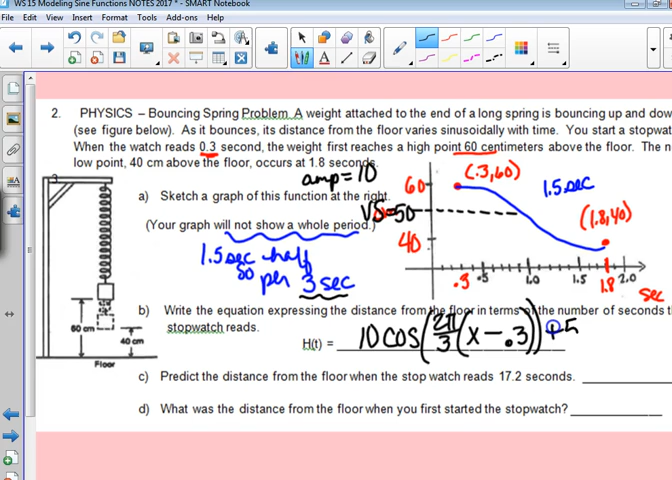 WS 15 Modeling Sine Functions NOTES 2017 * - SMART Notebook
File Edit View Insert Format Tools Add-ons Help
2. PHYSICS – Bouncing Spring Problem A weight attached to the end of a long spring is bouncing up and dow
(see figure below). As it bounces, its distance from the floor varies sinusoidally with time. You start a stopwat
When the watch reads 0.3 second, the weight first reaches a high point 60 centimeters above the floor. The n
low point, 40 cm above the floor, occurs at 1.8 seconds.
amp = 10
a) Sketch a graph of this function at the right.
(Your graph will not show a whole period.)
1.5 sec half
so per 3 sec
60
(.3,60)
1.5 sec
VS=50
(1.8,40)
40
.3 .5 1.0 1.5 1.8 2.0 sec
b) Write the equation expressing the distance from the floor in terms of the number of seconds t
stopwatch reads.
H(t) = 10 cos(2π/3(x - .3)) + 5
60 cm
40 cm
c) Predict the distance from the floor when the stop watch reads 17.2 seconds.
d) What was the distance from the floor when you first started the stopwatch?